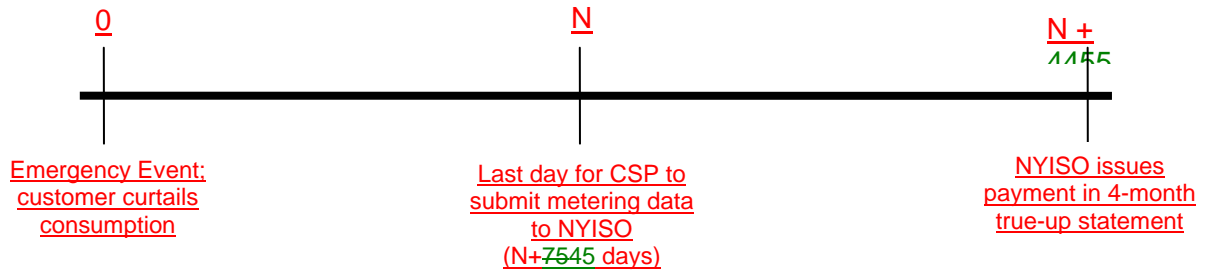 0
N
N +
4455
Emergency Event;
customer curtails
consumption
Last day for CSP to
submit metering data
to NYISO
(N+7545 days)
NYISO issues
payment in 4-month
true-up statement